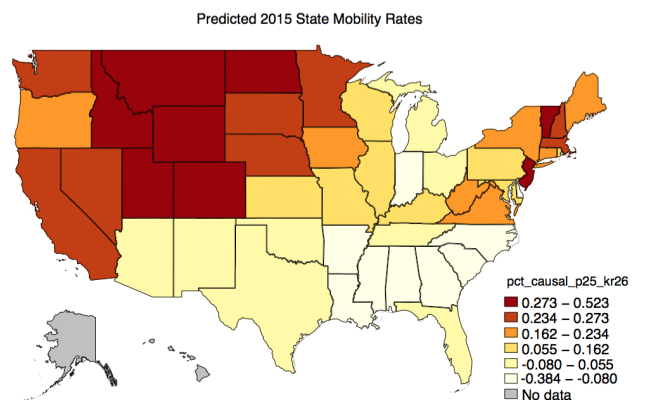 Predicted 2015 State Mobility Rates
pct_causal_p25_kr26
0.273 – 0.523
0.234 – 0.273
0.162 – 0.234
0.055 – 0.162
-0.080 – 0.055
-0.384 – -0.080
No data